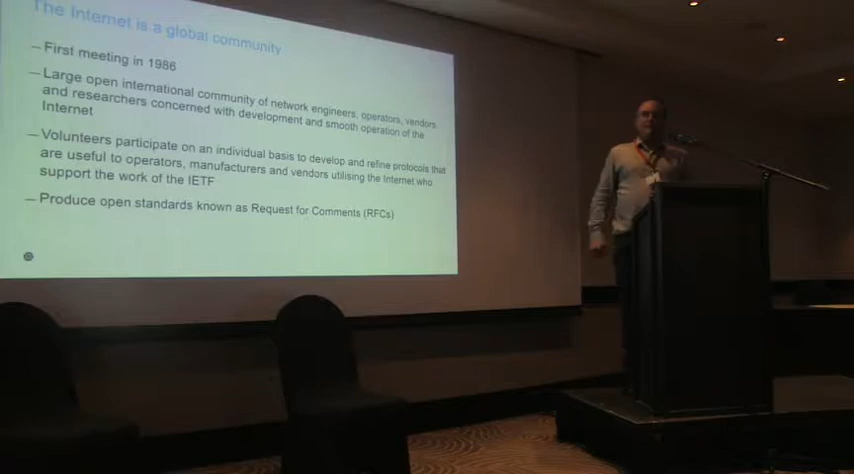 The Internet is a global community
– First meeting in 1986
– Large open international community of network engineers, operators, vendors,
and researchers concerned with development and smooth operation of the
Internet
– Volunteers participate on an individual basis to develop and refine protocols that
are useful to operators, manufacturers and vendors utilising the Internet who
support the work of the IETF
– Produce open standards known as Request for Comments (RFCs)